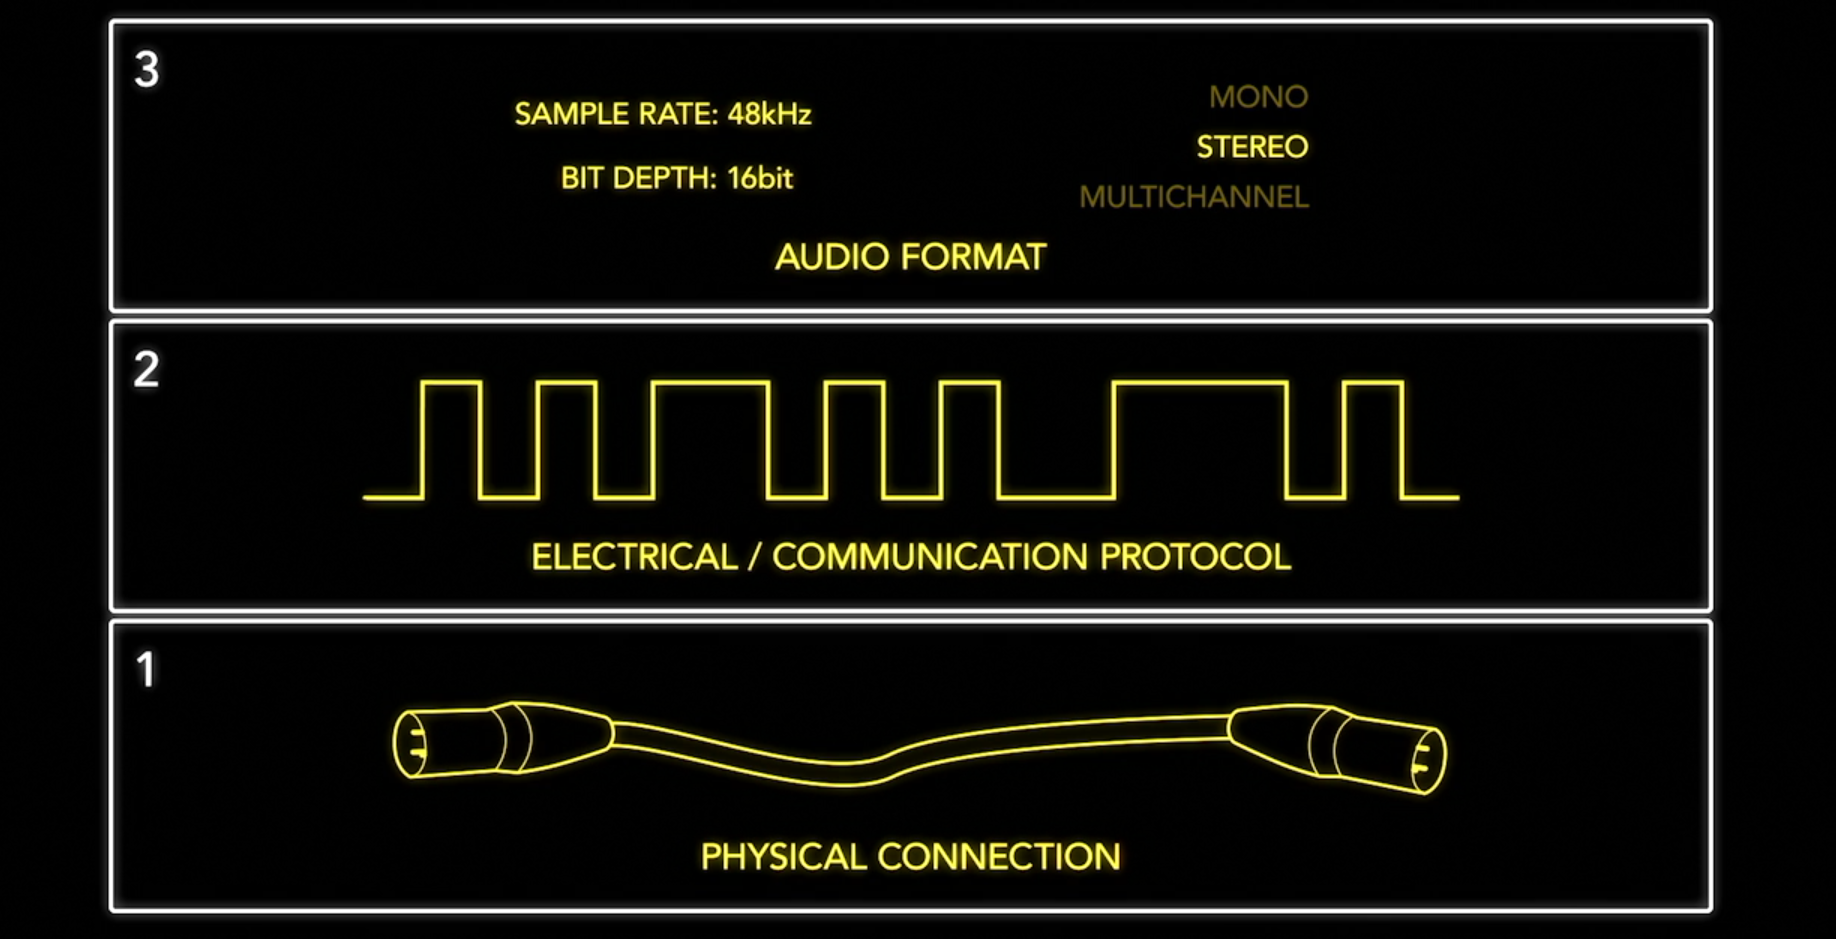 3
SAMPLE RATE: 48kHz
BIT DEPTH: 16bit
MONO
STEREO
MULTICHANNEL
AUDIO FORMAT
2
ELECTRICAL / COMMUNICATION PROTOCOL
1
PHYSICAL CONNECTION